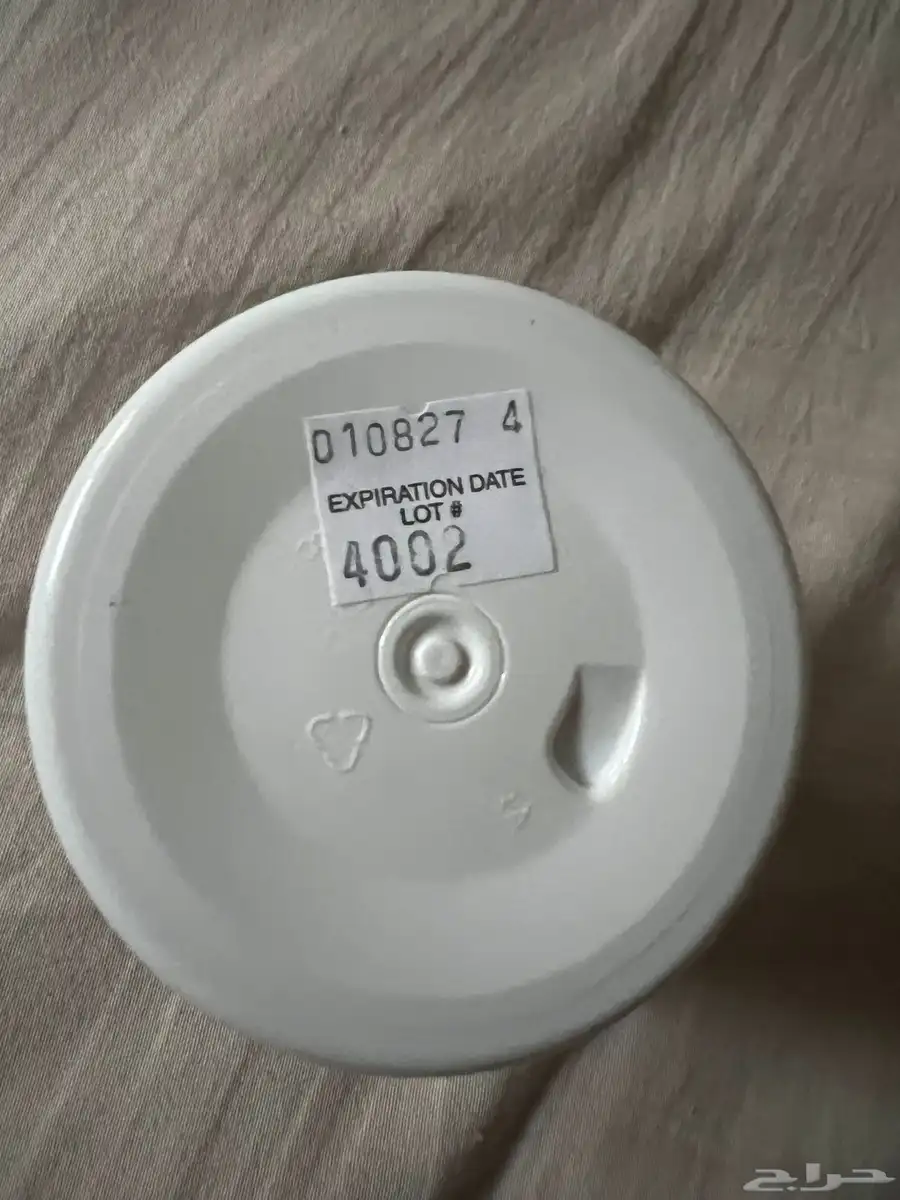 010827 4
EXPIRATION DATE
LOT #
4002
حراج